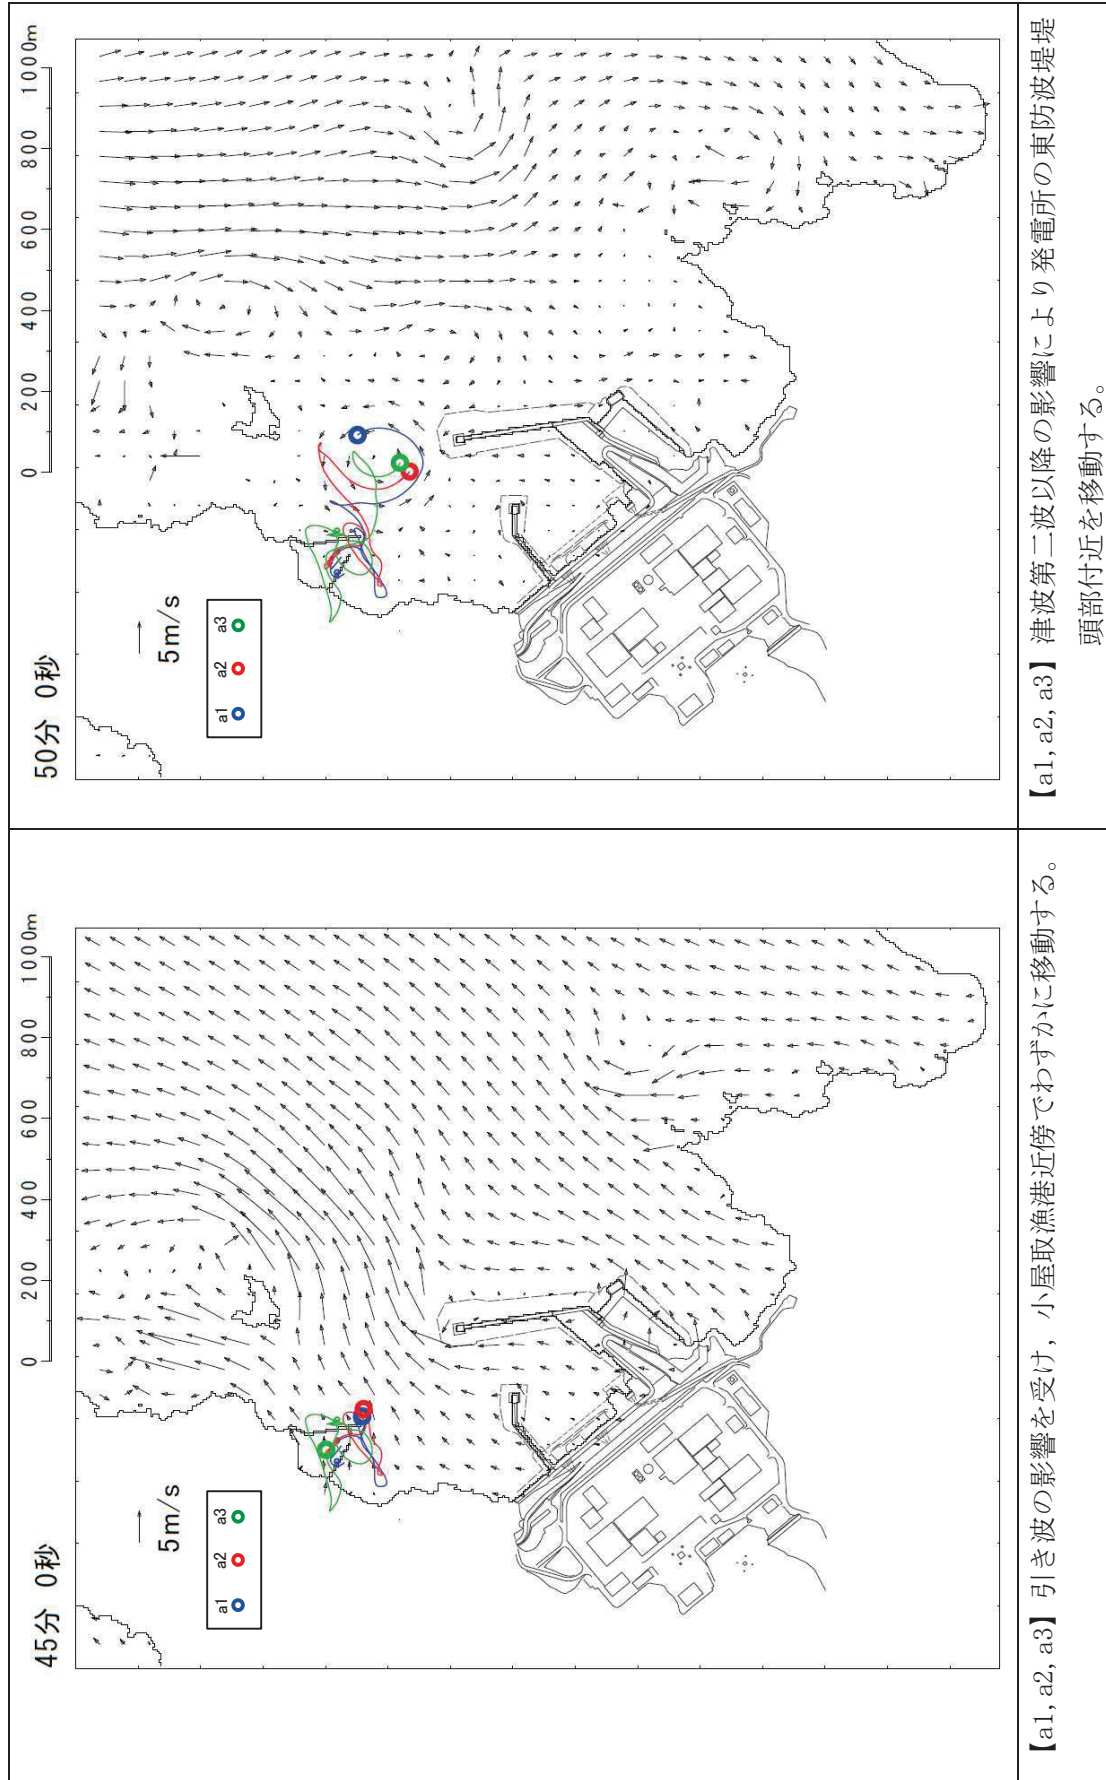 45分 0秒
0 200 400 600 800 1000m
5m/s
a1 a2 a3
【a1, a2, a3】引き波の影響を受け，小屋取漁港近傍でわずかに移動する。
50分 0秒
0 200 400 600 800 1000m
5m/s
a1 a2 a3
【a1, a2, a3】津波第二波以降の影響により発電所の東防波堤堤
頭部付近を移動する。